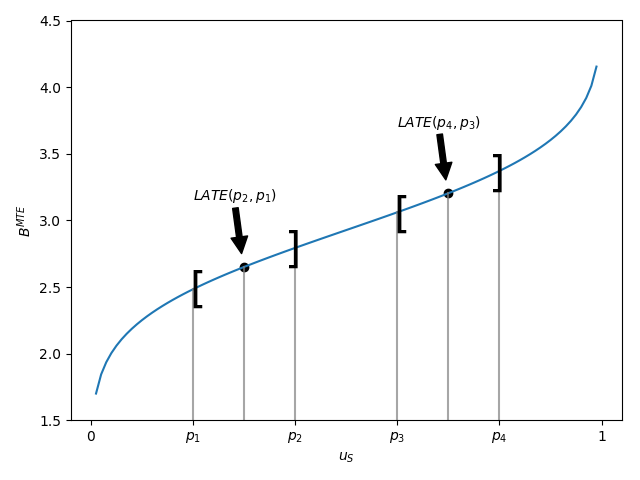 4.5
4.0
3.5
3.0
2.5
2.0
1.5
B^{MTE}
LATE(p₄, p₃)
LATE(p₂, p₁)
0 p₁ p₂ p₃ p₄ 1
u_S